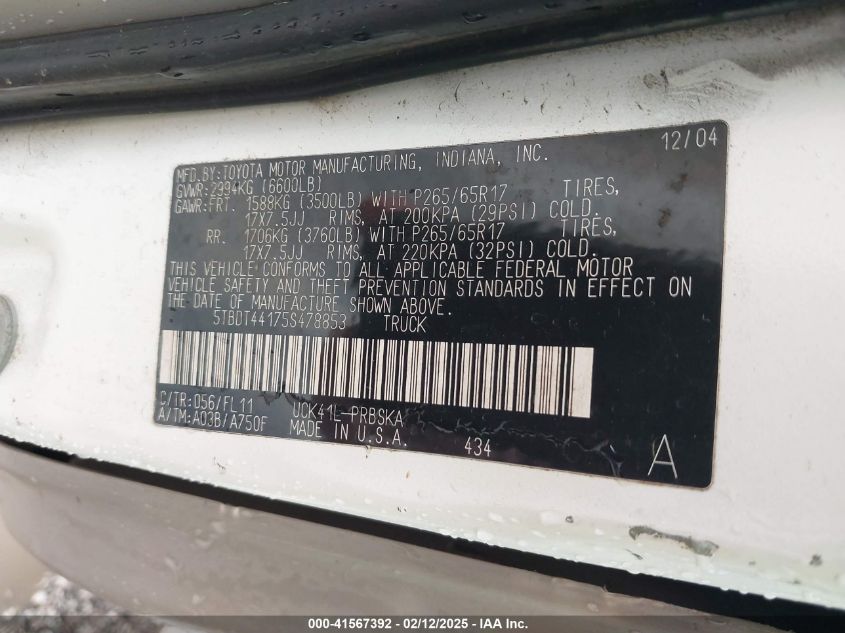 12/04
MFD.BY:TOYOTA MOTOR MANUFACTURING, INDIANA, INC.
GVWR:2994KG (6600LB)
GAWR:FRT. 1588KG (3500LB) WITH P265/65R17 TIRES,
17X7.5JJ RIMS, AT 200KPA (29PSI) COLD.
RR. 1706KG (3760LB) WITH P265/65R17 TIRES,
17X7.5JJ RIMS, AT 220KPA (32PSI) COLD.
THIS VEHICLE CONFORMS TO ALL APPLICABLE FEDERAL MOTOR
VEHICLE SAFETY AND THEFT PREVENTION STANDARDS IN EFFECT ON
THE DATE OF MANUFACTURE SHOWN ABOVE.
5TBDT44175S478853 TRUCK
C/TR:056/FL11 UCK41L-PRBSKA
A/TM:A03B/A750F MADE IN U.S.A. 434 A
000-41567392 - 02/12/2025 - IAA Inc.